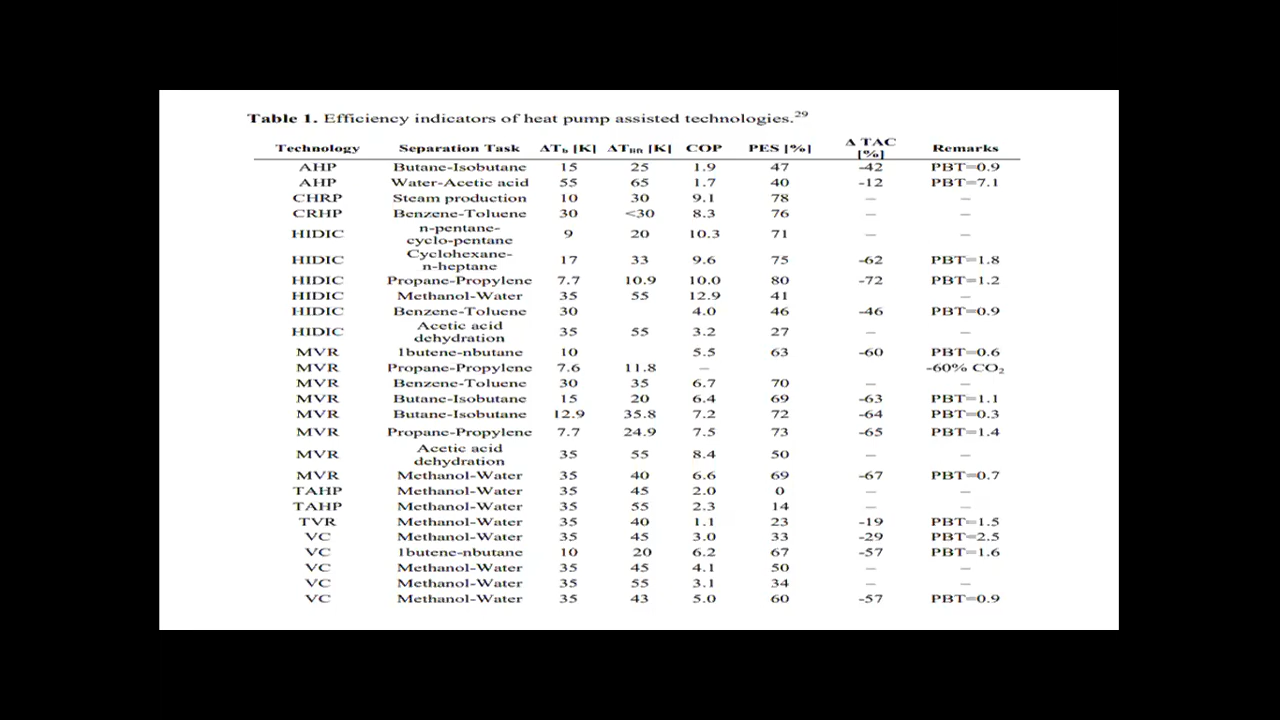 Table 1. Efficiency indicators of heat pump assisted technologies.29
Technology Separation Task ΔTb [K] ΔTlift [K] COP PES [%] Δ TAC [%] Remarks
AHP Butane-Isobutane 15 25 1.9 47 -42 PBT=0.9
AHP Water-Acetic acid 55 65 1.7 40 -12 PBT=7.1
CHRP Steam production 10 30 9.1 78 – –
CRHP Benzene-Toluene 30 <30 8.3 76 – –
HIDIC n-pentane-cyclo-pentane 9 20 10.3 71 – –
HIDIC Cyclohexane-n-heptane 17 33 9.6 75 -62 PBT=1.8
HIDIC Propane-Propylene 7.7 10.9 10.0 80 -72 PBT=1.2
HIDIC Methanol-Water 35 55 12.9 41 –
HIDIC Benzene-Toluene 30 4.0 46 -46 PBT=0.9
HIDIC Acetic acid dehydration 35 55 3.2 27 – –
MVR 1butene-nbutane 10 5.5 63 -60 PBT=0.6
MVR Propane-Propylene 7.6 11.8 – -60% CO2
MVR Benzene-Toluene 30 35 6.7 70 – –
MVR Butane-Isobutane 15 20 6.4 69 -63 PBT=1.1
MVR Butane-Isobutane 12.9 35.8 7.2 72 -64 PBT=0.3
MVR Propane-Propylene 7.7 24.9 7.5 73 -65 PBT=1.4
MVR Acetic acid dehydration 35 55 8.4 50 – –
MVR Methanol-Water 35 40 6.6 69 -67 PBT=0.7
TAHP Methanol-Water 35 45 2.0 0 – –
TAHP Methanol-Water 35 55 2.3 14 – –
TVR Methanol-Water 35 40 1.1 23 -19 PBT=1.5
VC Methanol-Water 35 45 3.0 33 -29 PBT=2.5
VC 1butene-nbutane 10 20 6.2 67 -57 PBT=1.6
VC Methanol-Water 35 45 4.1 50 – –
VC Methanol-Water 35 55 3.1 34 – –
VC Methanol-Water 35 43 5.0 60 -57 PBT=0.9